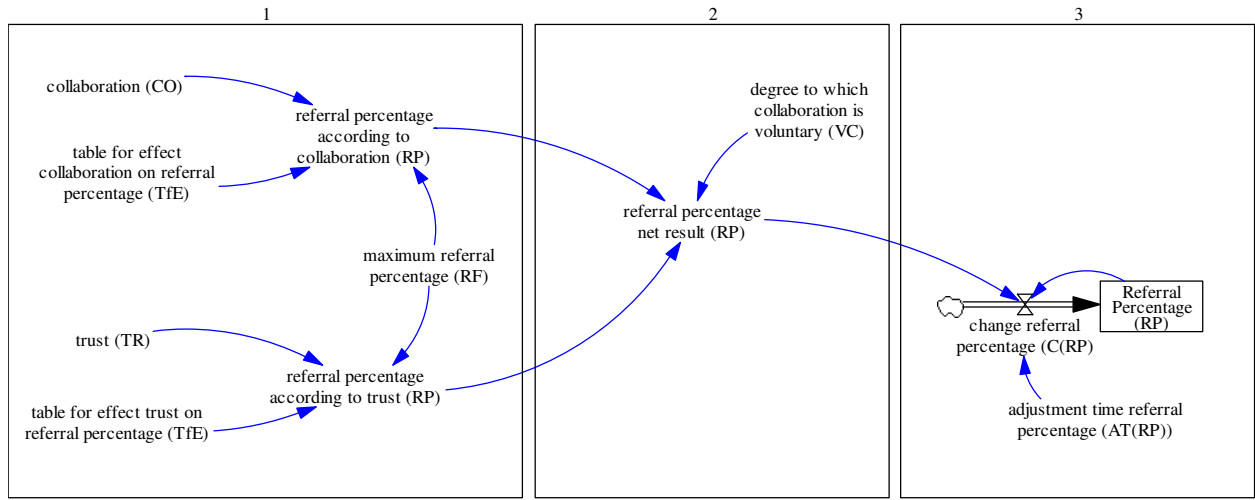 1
collaboration (CO)
referral percentage
according to
collaboration (RP)
table for effect
collaboration on referral
percentage (TfE)
maximum referral
percentage (RF)
trust (TR)
referral percentage
according to trust (RP)
table for effect trust on
referral percentage (TfE)
2
degree to which
collaboration is
voluntary (VC)
referral percentage
net result (RP)
3
Referral
Percentage
(RP)
change referral
percentage (C(RP)
adjustment time referral
percentage (AT(RP))